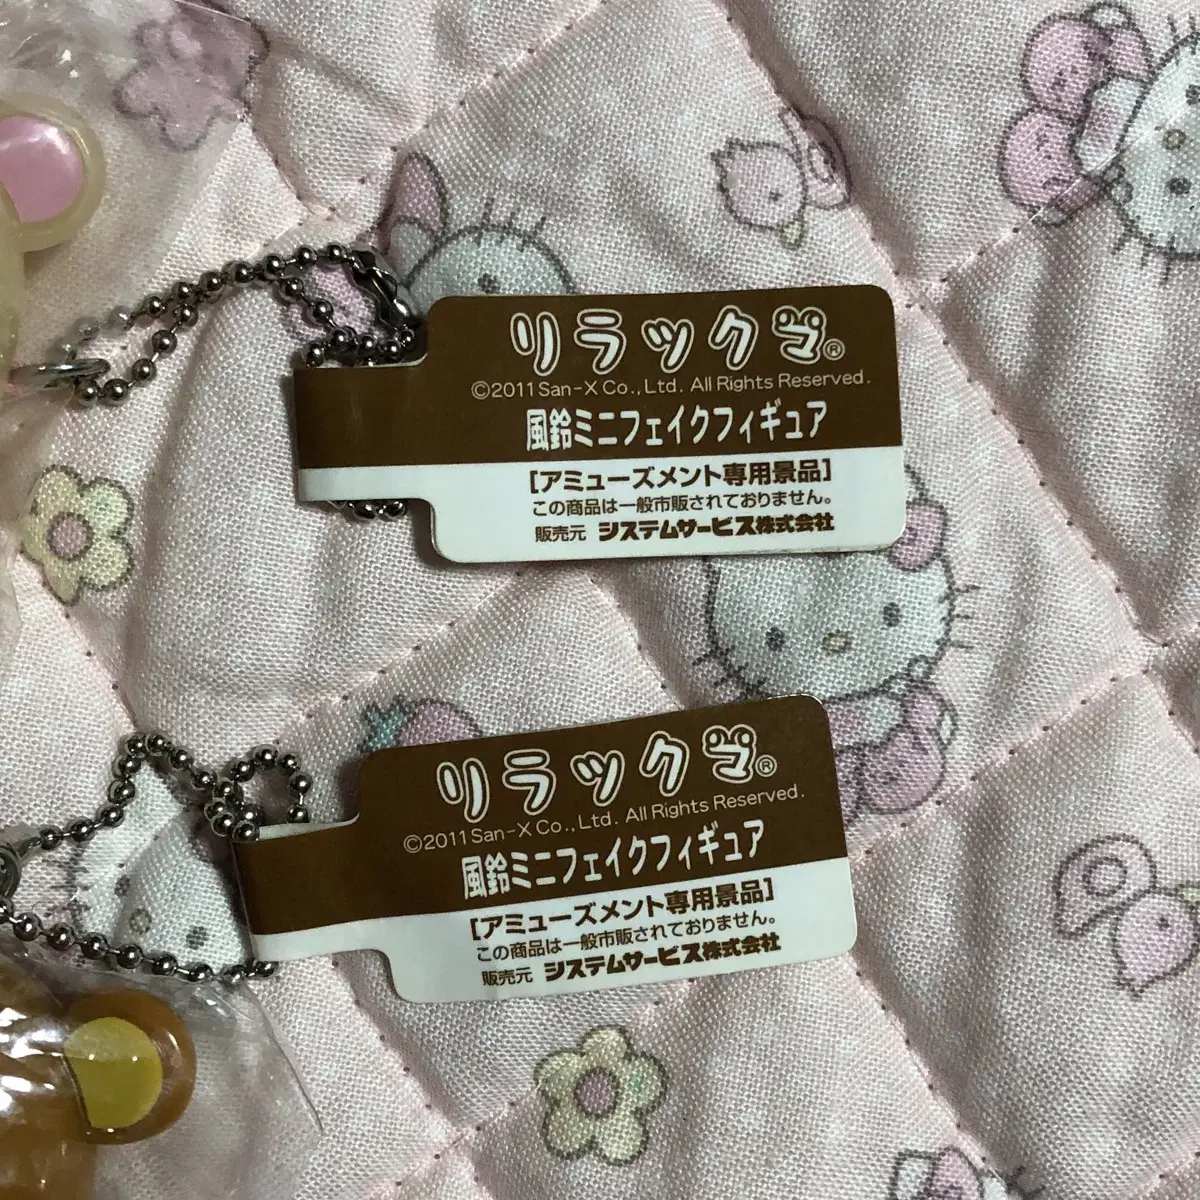 リラックマ®
©2011 San-X Co., Ltd. All Rights Reserved.
風鈴ミニフェイクフィギュア
[アミューズメント専用景品]
この商品は一般市販されておりません。
販売元 システムサービス株式会社
リラックマ®
©2011 San-X Co., Ltd. All Rights Reserved.
風鈴ミニフェイクフィギュア
[アミューズメント専用景品]
この商品は一般市販されておりません。
販売元 システムサービス株式会社